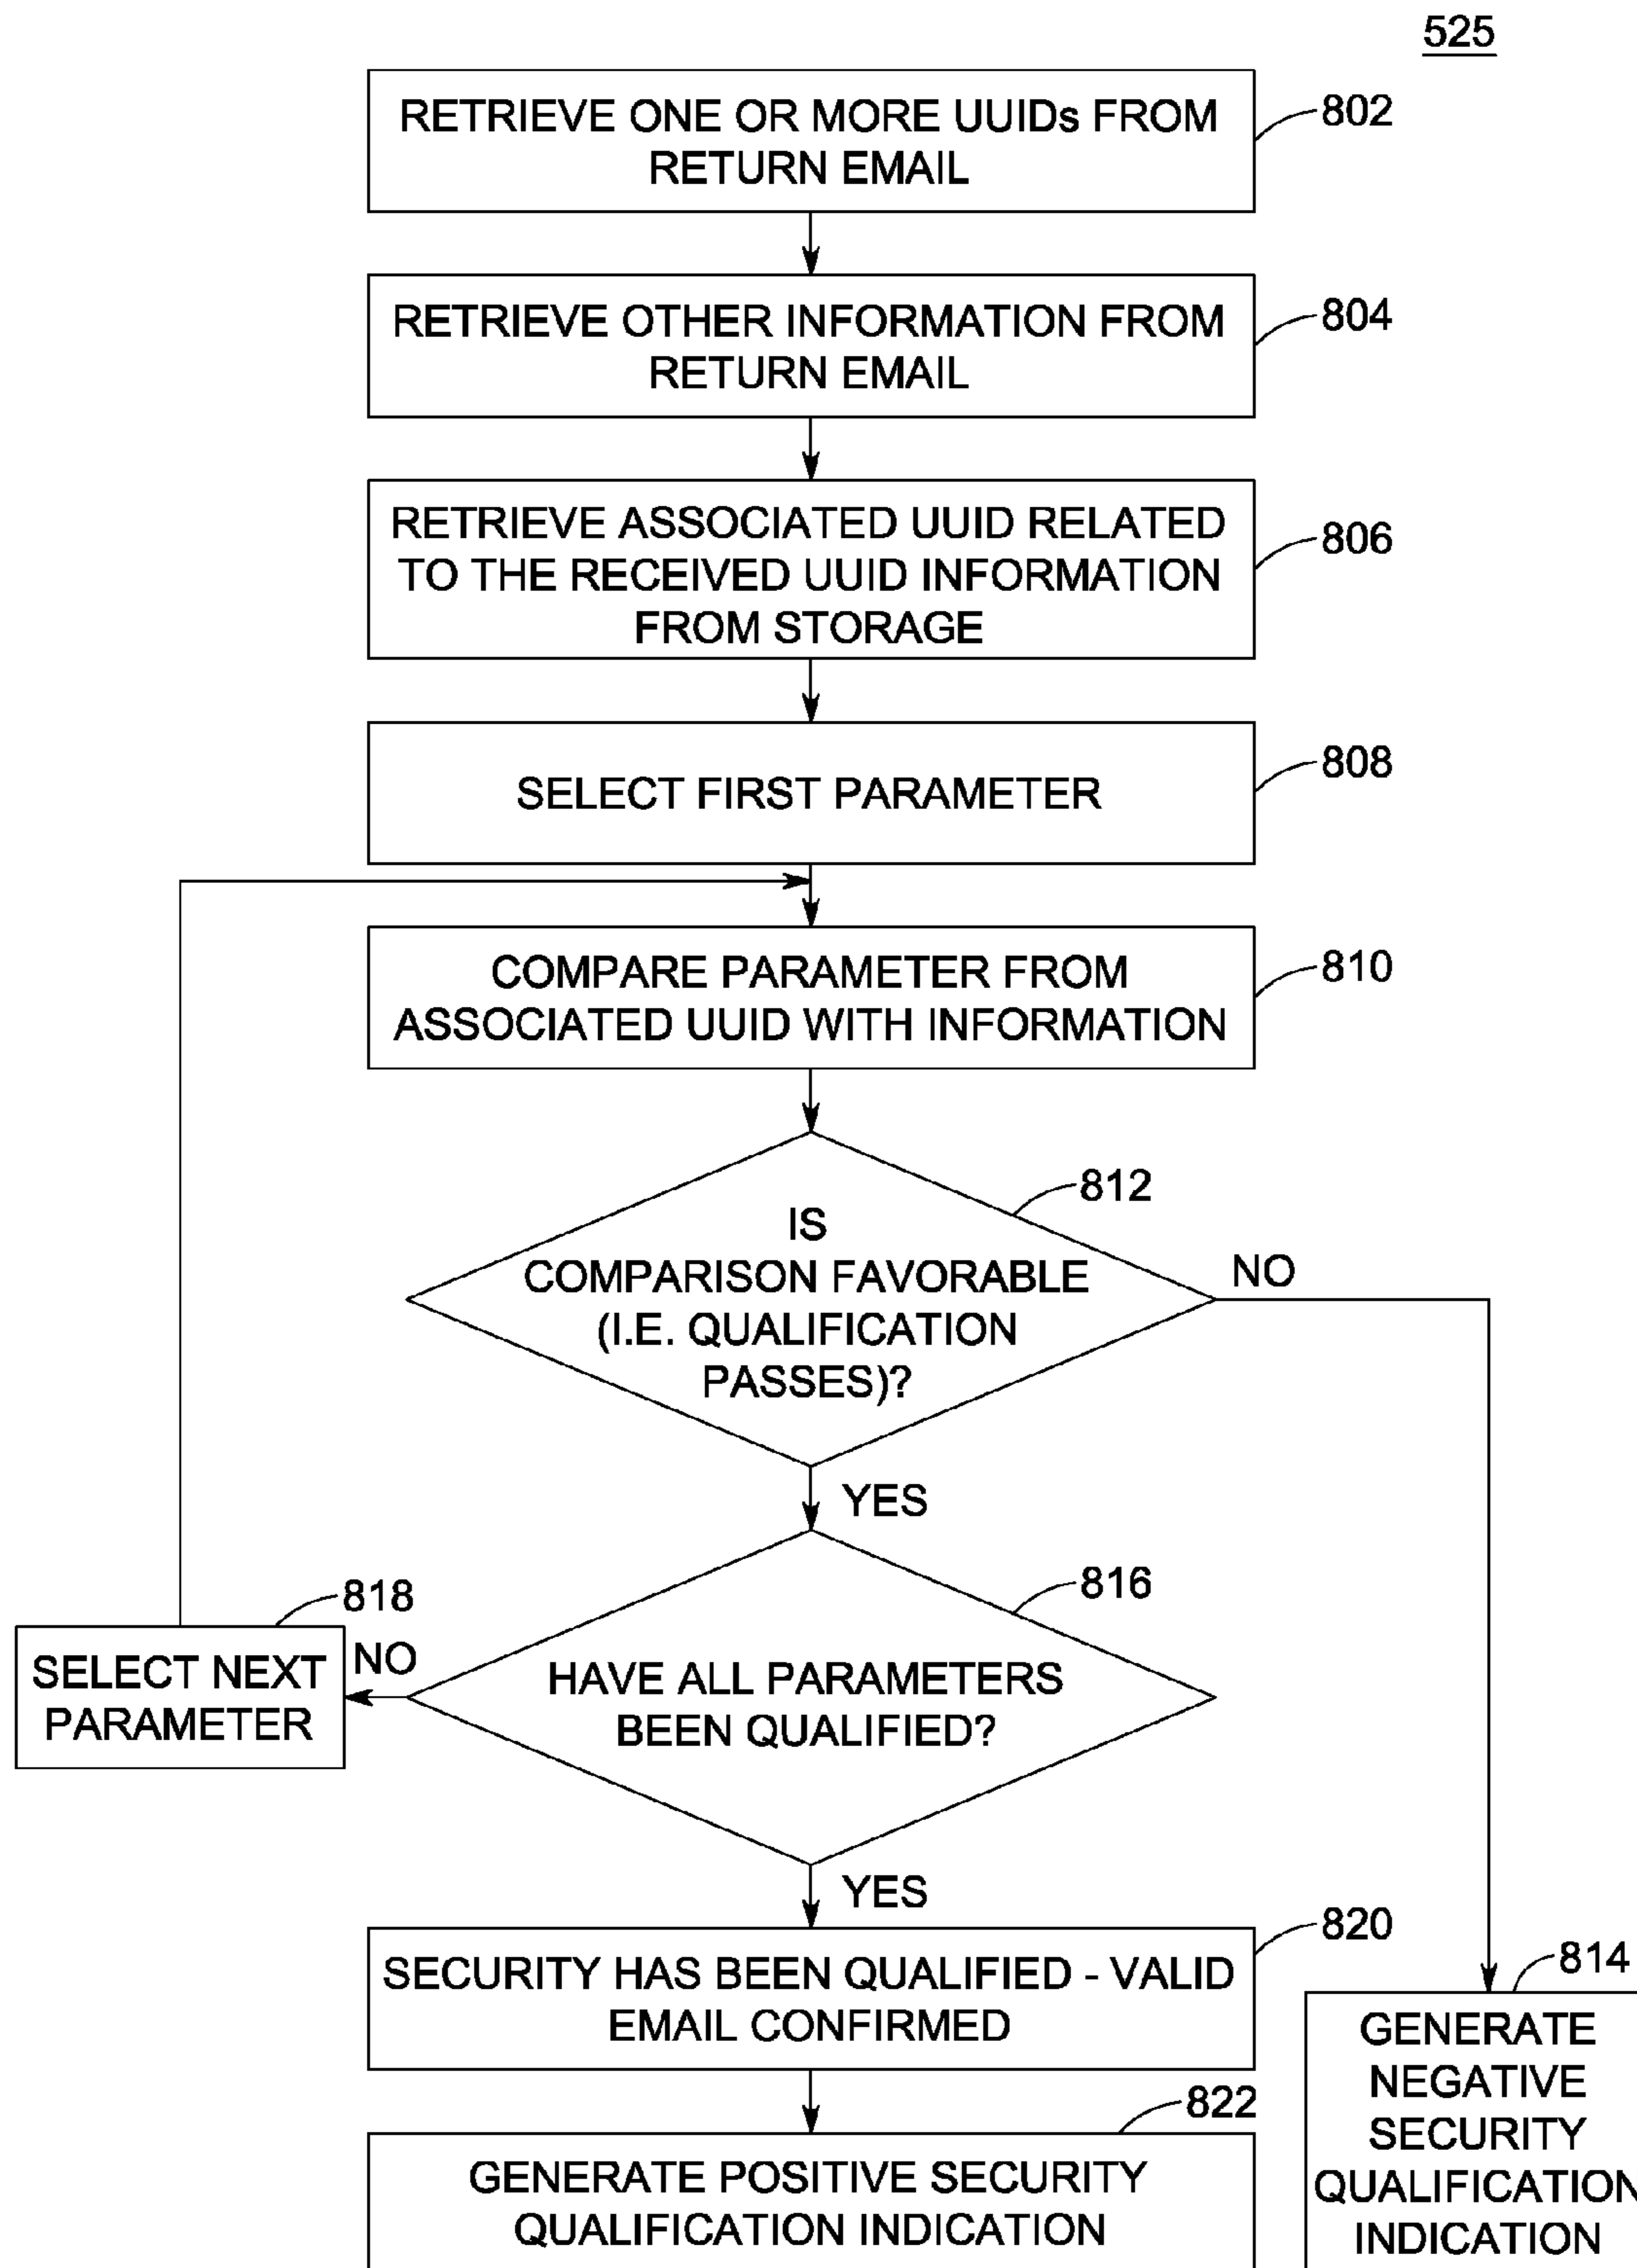 525
RETRIEVE ONE OR MORE UUIDs FROM
RETURN EMAIL
802
RETRIEVE OTHER INFORMATION FROM
RETURN EMAIL
804
RETRIEVE ASSOCIATED UUID RELATED
TO THE RECEIVED UUID INFORMATION
FROM STORAGE
806
SELECT FIRST PARAMETER
808
COMPARE PARAMETER FROM
ASSOCIATED UUID WITH INFORMATION
810
IS
COMPARISON FAVORABLE
(I.E. QUALIFICATION
PASSES)?
812
NO
YES
HAVE ALL PARAMETERS
BEEN QUALIFIED?
816
NO
818
SELECT NEXT
PARAMETER
YES
SECURITY HAS BEEN QUALIFIED - VALID
EMAIL CONFIRMED
820
814
GENERATE
NEGATIVE
SECURITY
QUALIFICATION
INDICATION
822
GENERATE POSITIVE SECURITY
QUALIFICATION INDICATION